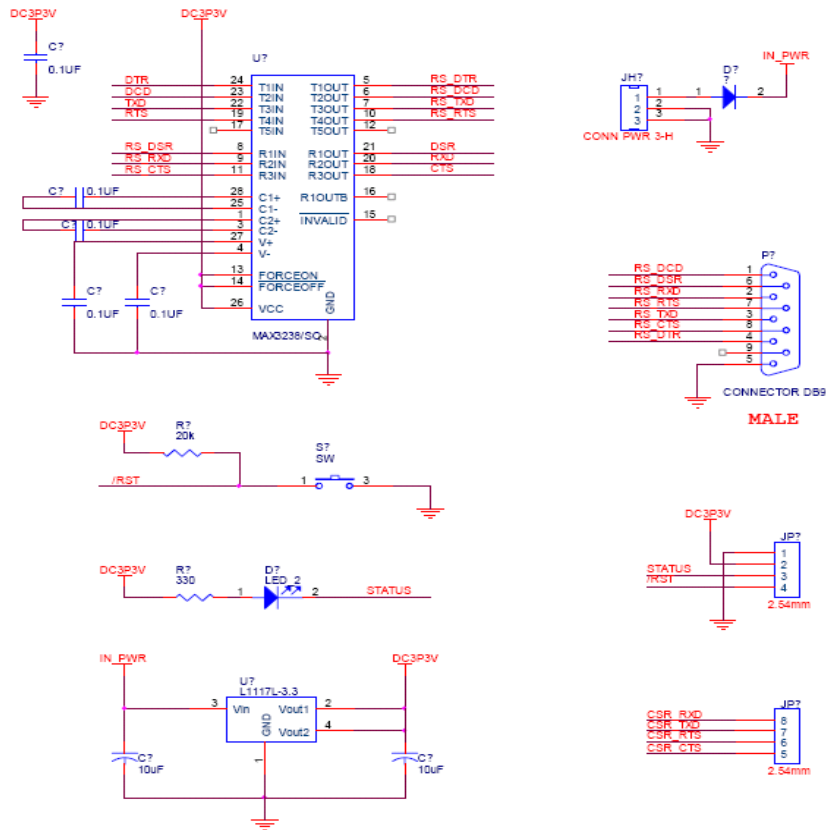 DC3P3V
C?
0.1UF
DC3P3V
U?
DTR 24 T1IN T1OUT 5 RS_DTR
DCD 23 T2IN T2OUT 6 RS_DCD
TXD 22 T3IN T3OUT 7 RS_TXD
RTS 19 T4IN T4OUT 10 RS_RTS
17 T5IN T5OUT 12
RS_DSR 8 R1IN R1OUT 21 DSR
RS_RXD 9 R2IN R2OUT 20 RXD
RS_CTS 11 R3IN R3OUT 18 CTS
C? 0.1UF 28 C1+ R1OUTB 16
25 C1-
1 C2+ INVALID 15
C? 0.1UF 3 C2-
27 V+
4 V-
13 FORCEON
14 FORCEOFF
26 VCC
GND
2
C?
0.1UF
C?
0.1UF
MAX3238/SO
IN_PWR
D?
?
JH?
1 1 1 2
2 2
3 3
CONN PWR 3-H
P?
RS_DCD 1
RS_DSR 6
RS_RXD 2
RS_RTS 7
RS_TXD 3
RS_CTS 8
RS_DTR 4
9
5
CONNECTOR DB9
MALE
DC3P3V
R?
20k
/RST
S?
SW
1 3
DC3P3V
R?
330
D?
LED_2
1 2
STATUS
DC3P3V
JP?
1
2
STATUS 3
/RST 4
2.54mm
IN_PWR
DC3P3V
U?
L1117L-3.3
3 Vin Vout1 2
GND Vout2 4
1
C?
10uF
C?
10uF
JP?
CSR_RXD 8
CSR_TXD 7
CSR_RTS 6
CSR_CTS 5
2.54mm